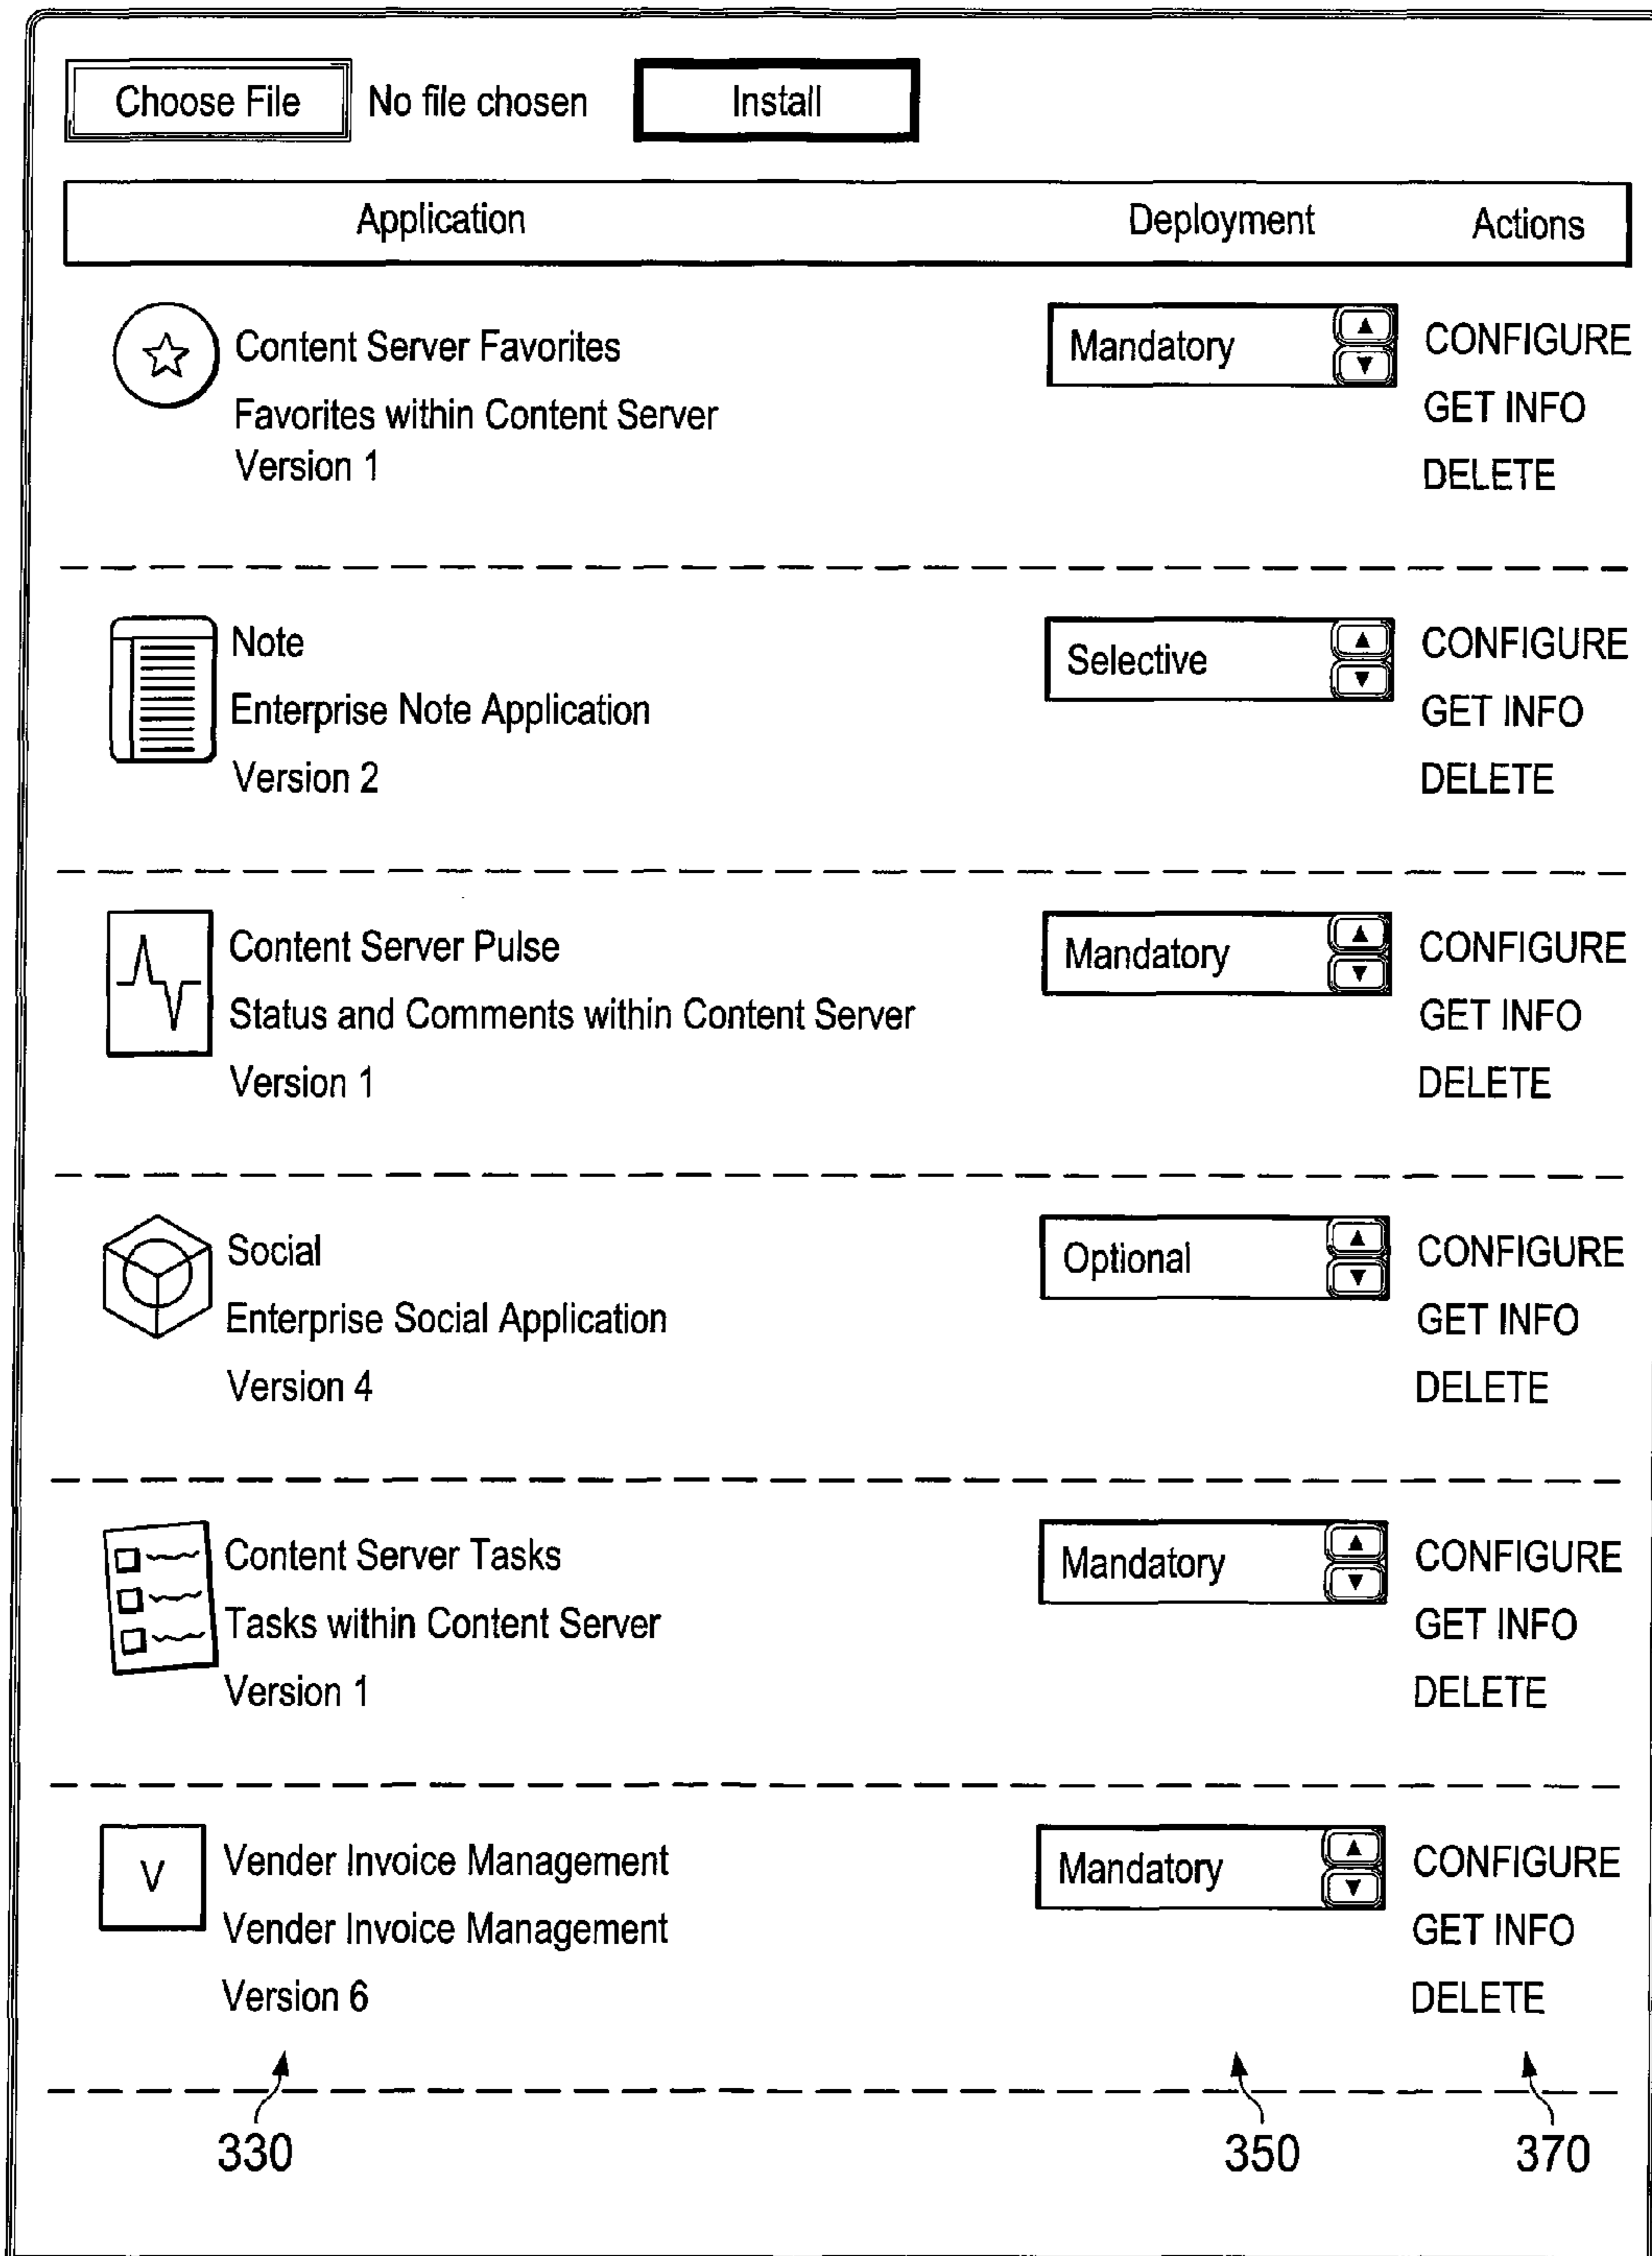 Choose File No file chosen Install
Application Deployment Actions
Content Server Favorites Mandatory CONFIGURE
Favorites within Content Server GET INFO
Version 1 DELETE
Note Selective CONFIGURE
Enterprise Note Application GET INFO
Version 2 DELETE
Content Server Pulse Mandatory CONFIGURE
Status and Comments within Content Server GET INFO
Version 1 DELETE
Social Optional CONFIGURE
Enterprise Social Application GET INFO
Version 4 DELETE
Content Server Tasks Mandatory CONFIGURE
Tasks within Content Server GET INFO
Version 1 DELETE
V Vender Invoice Management Mandatory CONFIGURE
Vender Invoice Management GET INFO
Version 6 DELETE
330 350 370